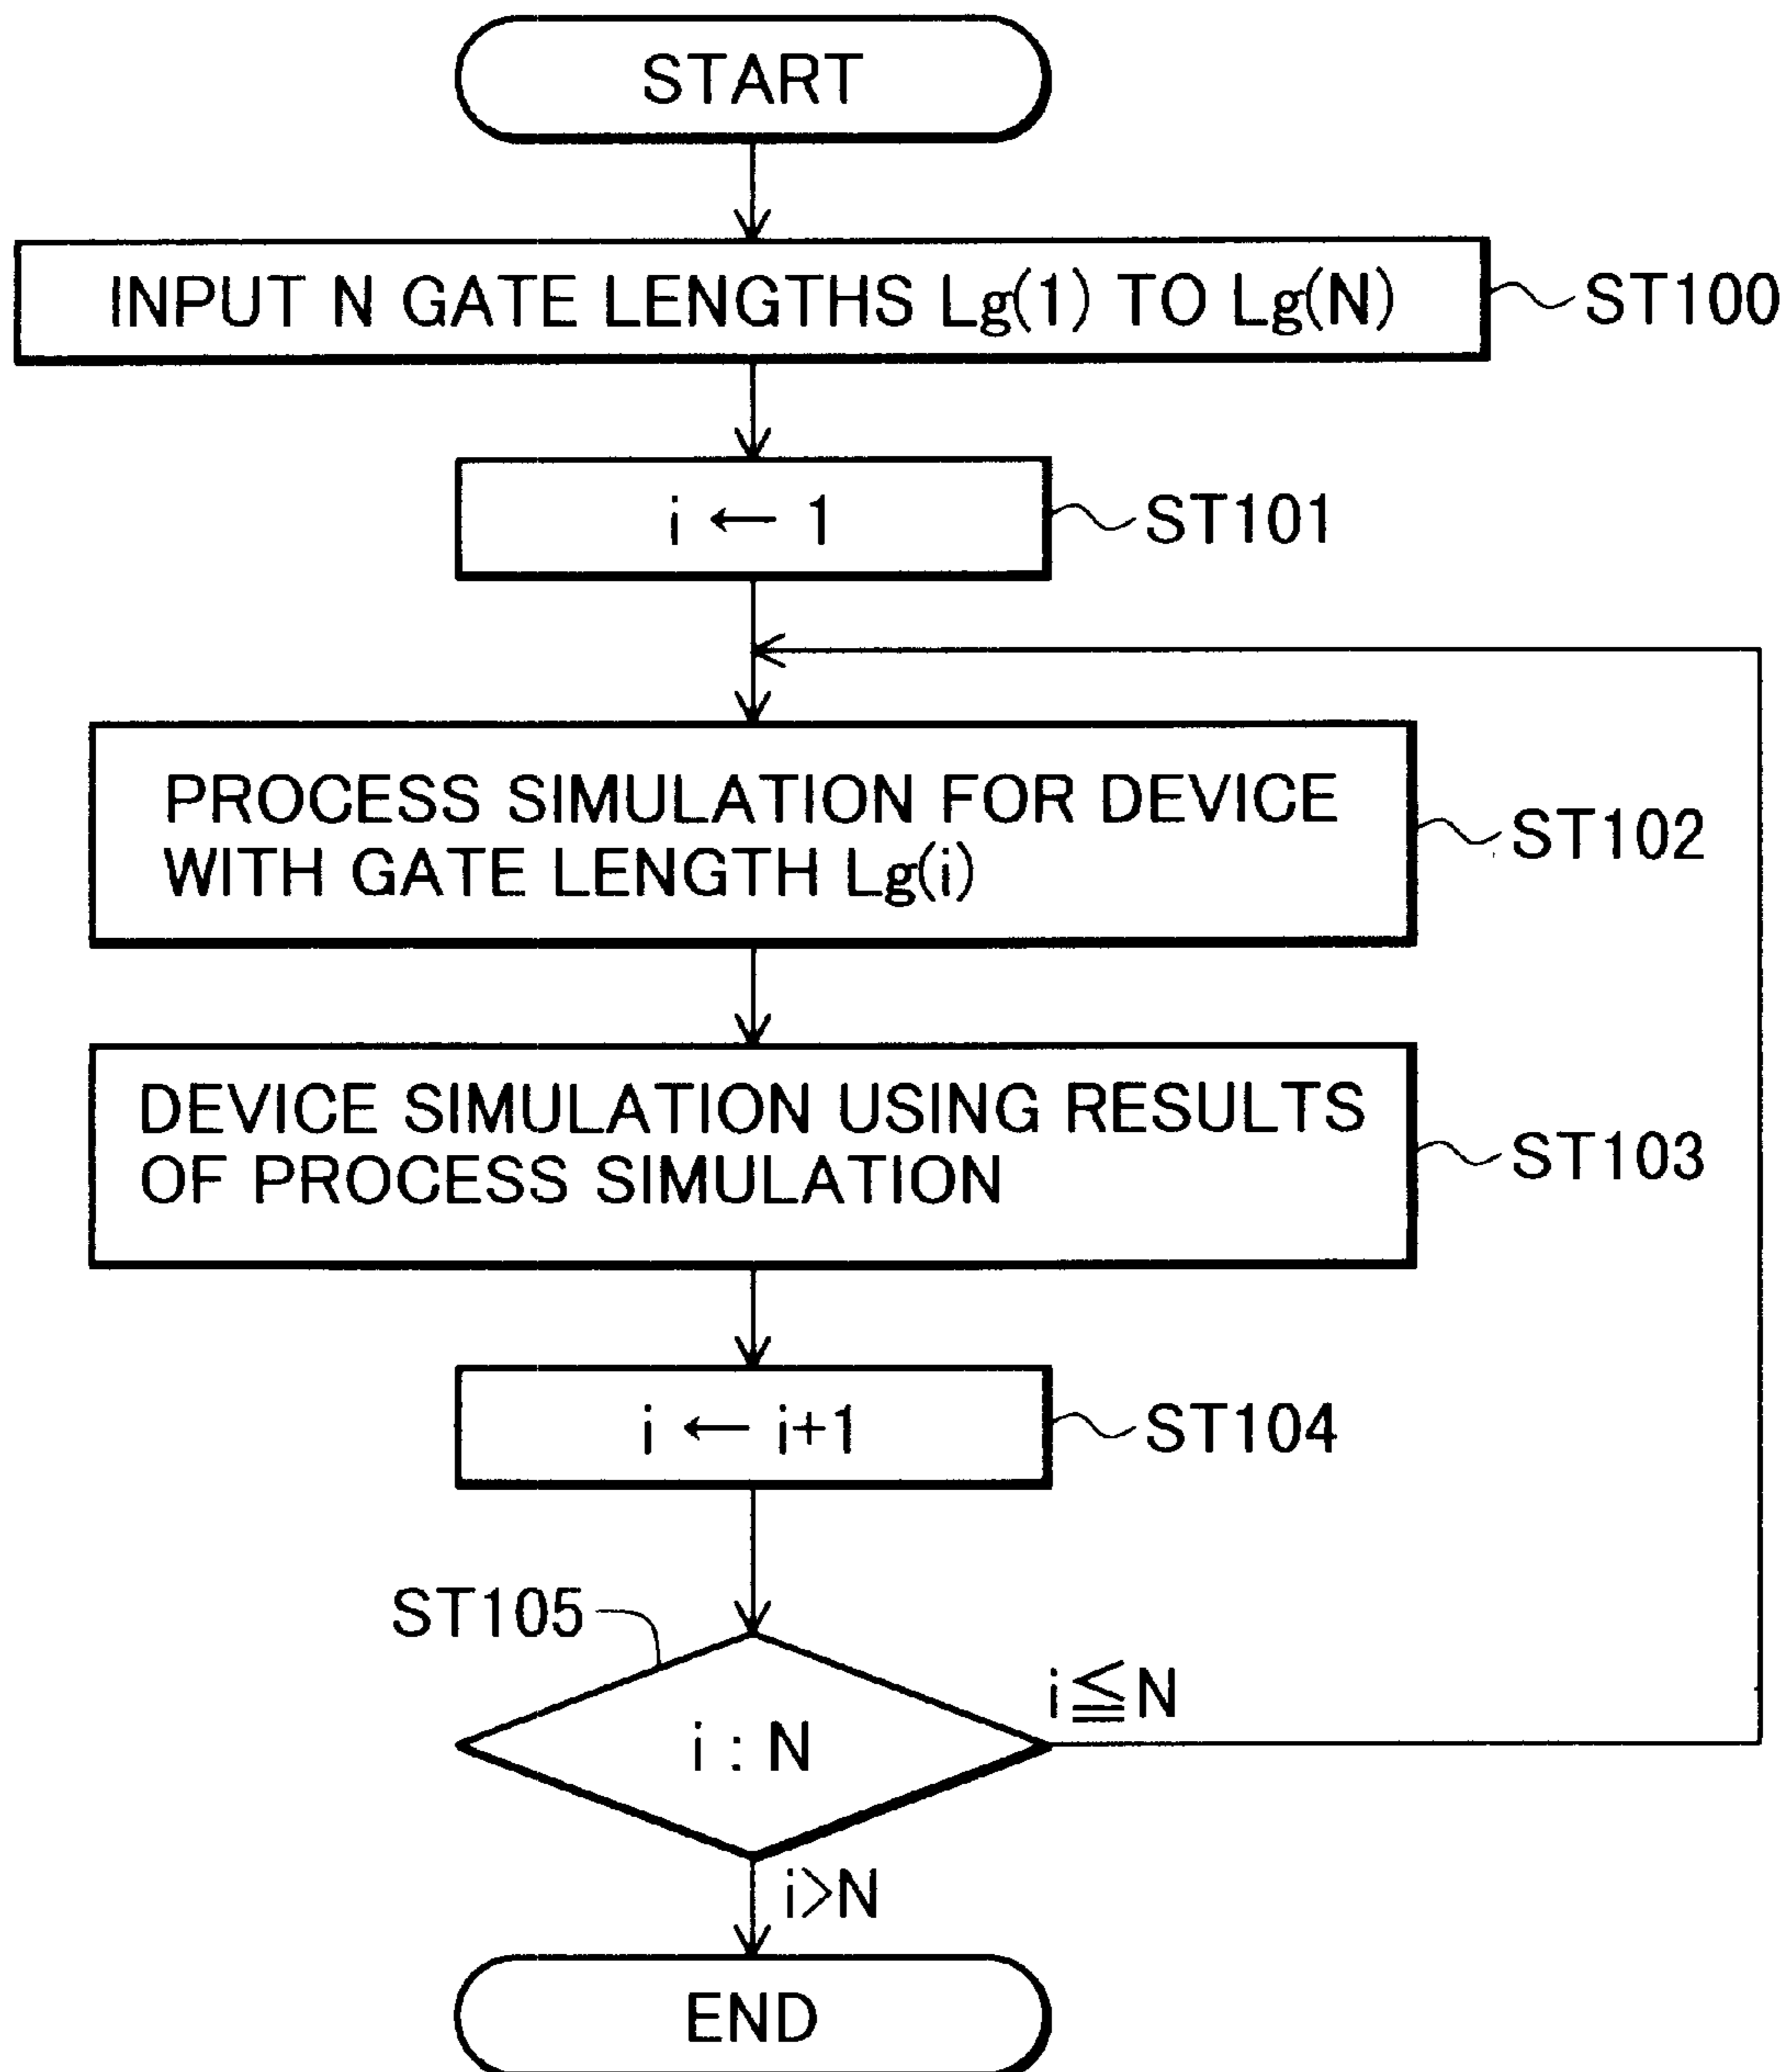 START
INPUT N GATE LENGTHS Lg(1) TO Lg(N)
ST100
i ← 1
ST101
PROCESS SIMULATION FOR DEVICE
WITH GATE LENGTH Lg(i)
ST102
DEVICE SIMULATION USING RESULTS
OF PROCESS SIMULATION
ST103
i ← i+1
ST104
ST105
i : N
i≦N
i>N
END